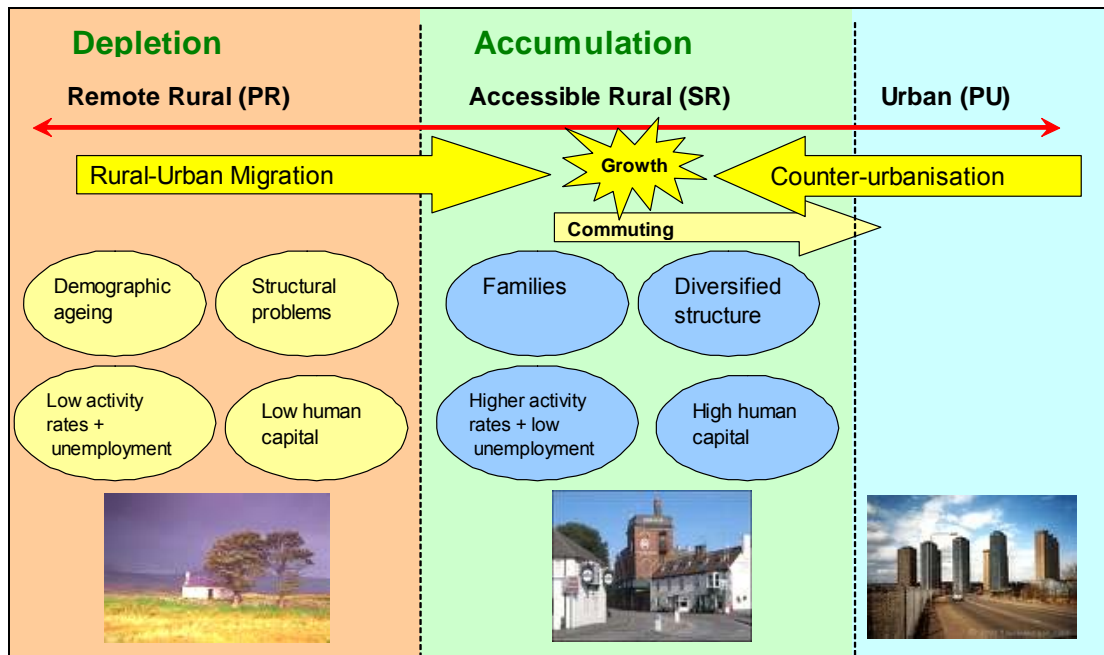 Depletion
Accumulation
Remote Rural (PR)
Accessible Rural (SR)
Urban (PU)
Rural-Urban Migration
Growth
Counter-urbanisation
Commuting
Demographic
ageing
Structural
problems
Families
Diversified
structure
Low activity
rates +
unemployment
Low human
capital
Higher activity
rates + low
unemployment
High human
capital